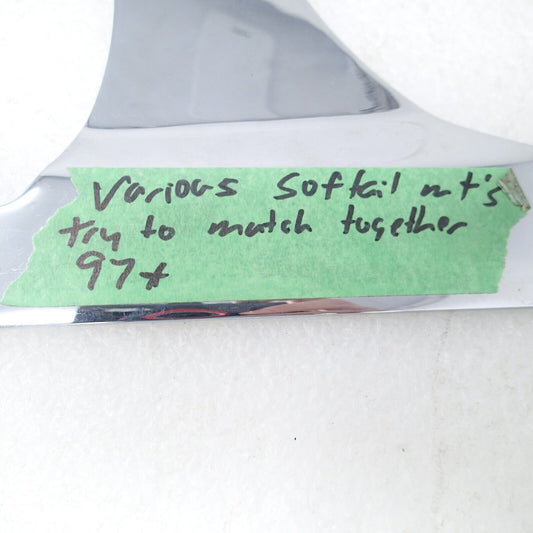 Various Softail mt's
try to match together
97+